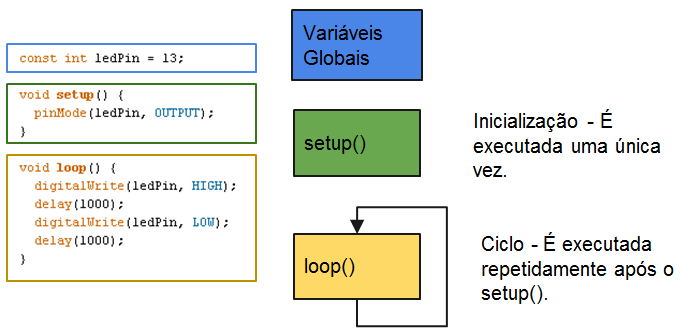 const int ledPin = 13;
void setup() {
pinMode(ledPin, OUTPUT);
}
void loop() {
digitalWrite(ledPin, HIGH);
delay(1000);
digitalWrite(ledPin, LOW);
delay(1000);
}
Variáveis
Globais
setup()
Inicialização - É
executada uma única
vez.
loop()
Ciclo - É executada
repetidamente após o
setup().